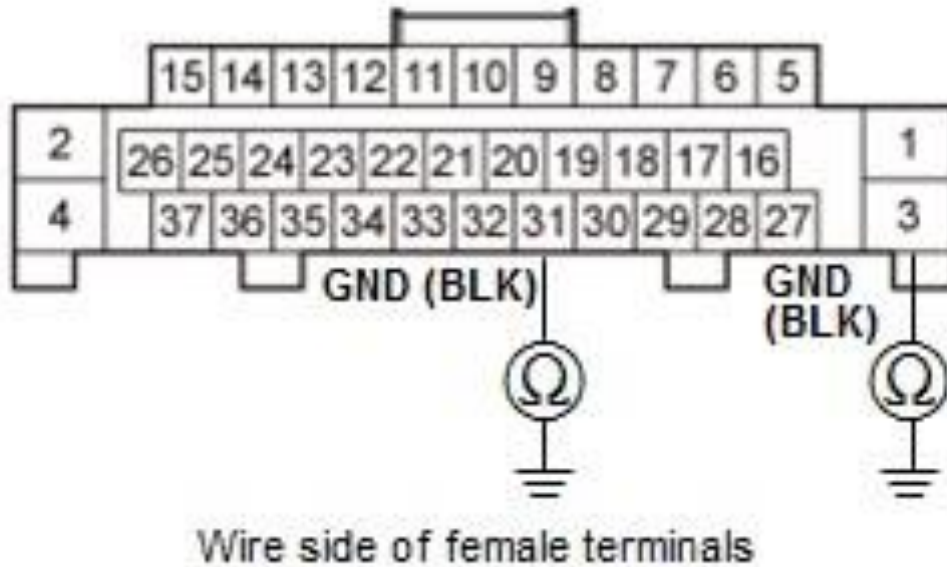 15 14 13 12 11 10 9 8 7 6 5
2 1
26 25 24 23 22 21 20 19 18 17 16
4 3
37 36 35 34 33 32 31 30 29 28 27
GND (BLK)
GND
(BLK)
Ω Ω
Wire side of female terminals